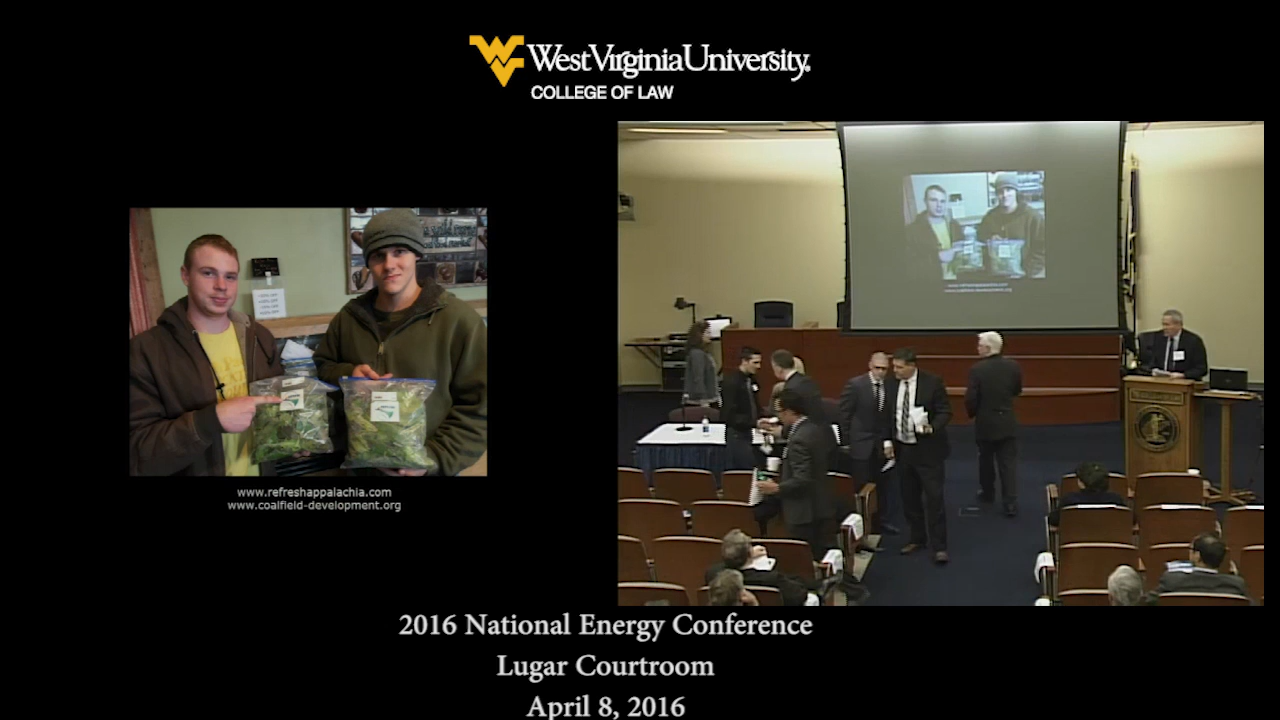 West Virginia University®
COLLEGE OF LAW
www.refreshappalachia.com
www.coalfield-development.org
2016 National Energy Conference
Lugar Courtroom
April 8, 2016